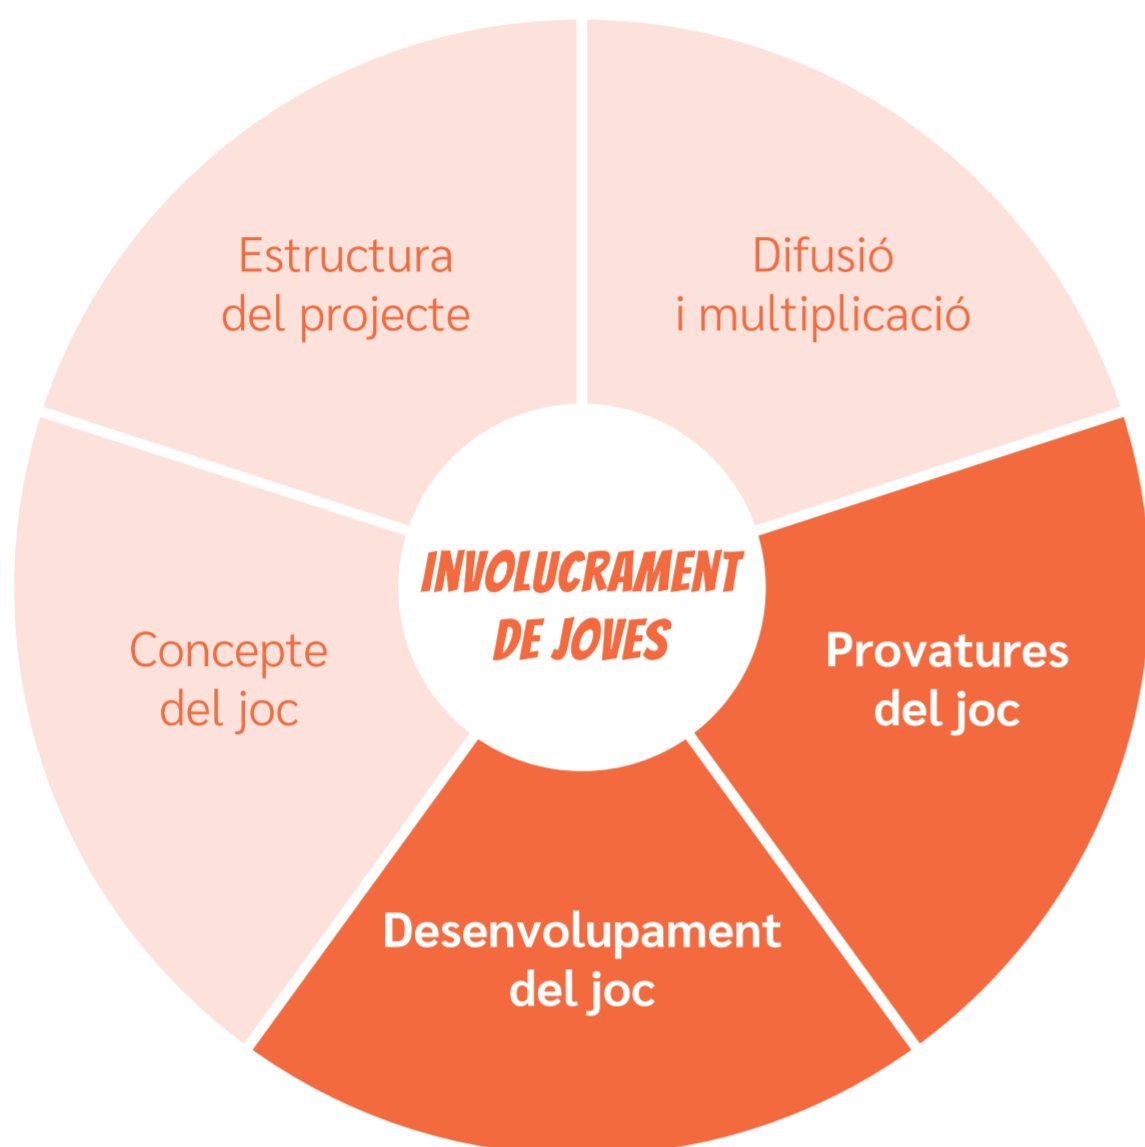 Estructura
del projecte
Difusió
i multiplicació
INVOLUCRAMENT
DE JOVES
Concepte
del joc
Provatures
del joc
Desenvolupament
del joc